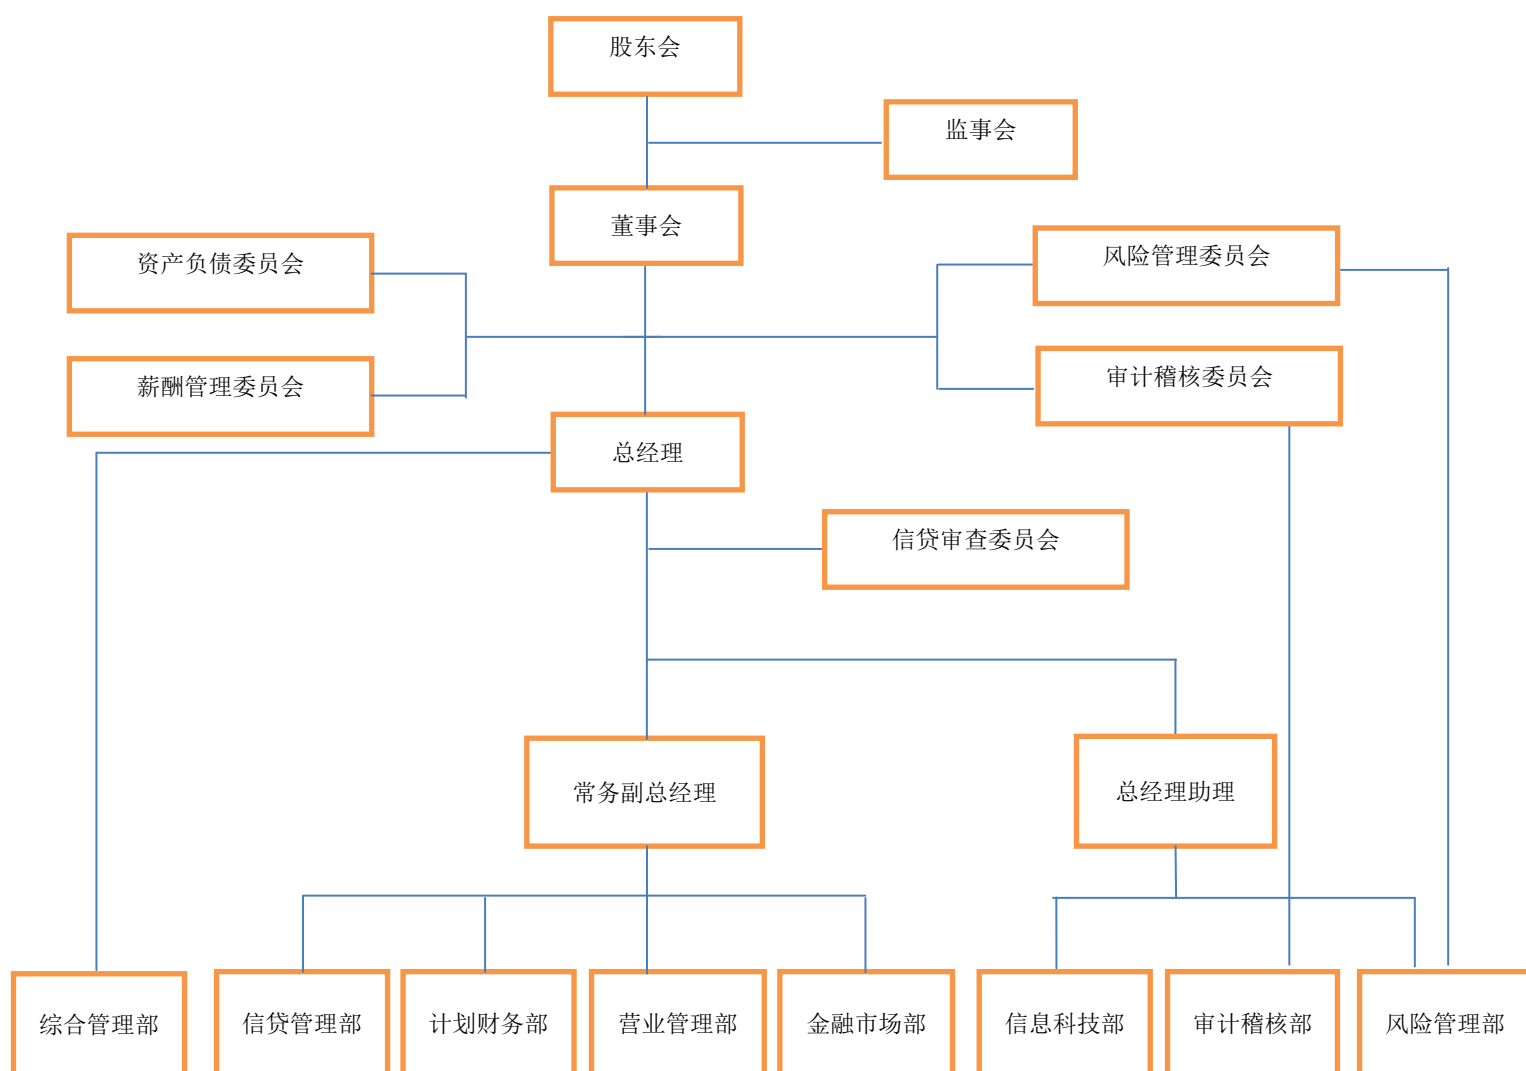 股东会
监事会
董事会
资产负债委员会
风险管理委员会
薪酬管理委员会
审计稽核委员会
总经理
信贷审查委员会
常务副总经理
总经理助理
综合管理部
信贷管理部
计划财务部
营业管理部
金融市场部
信息科技部
审计稽核部
风险管理部